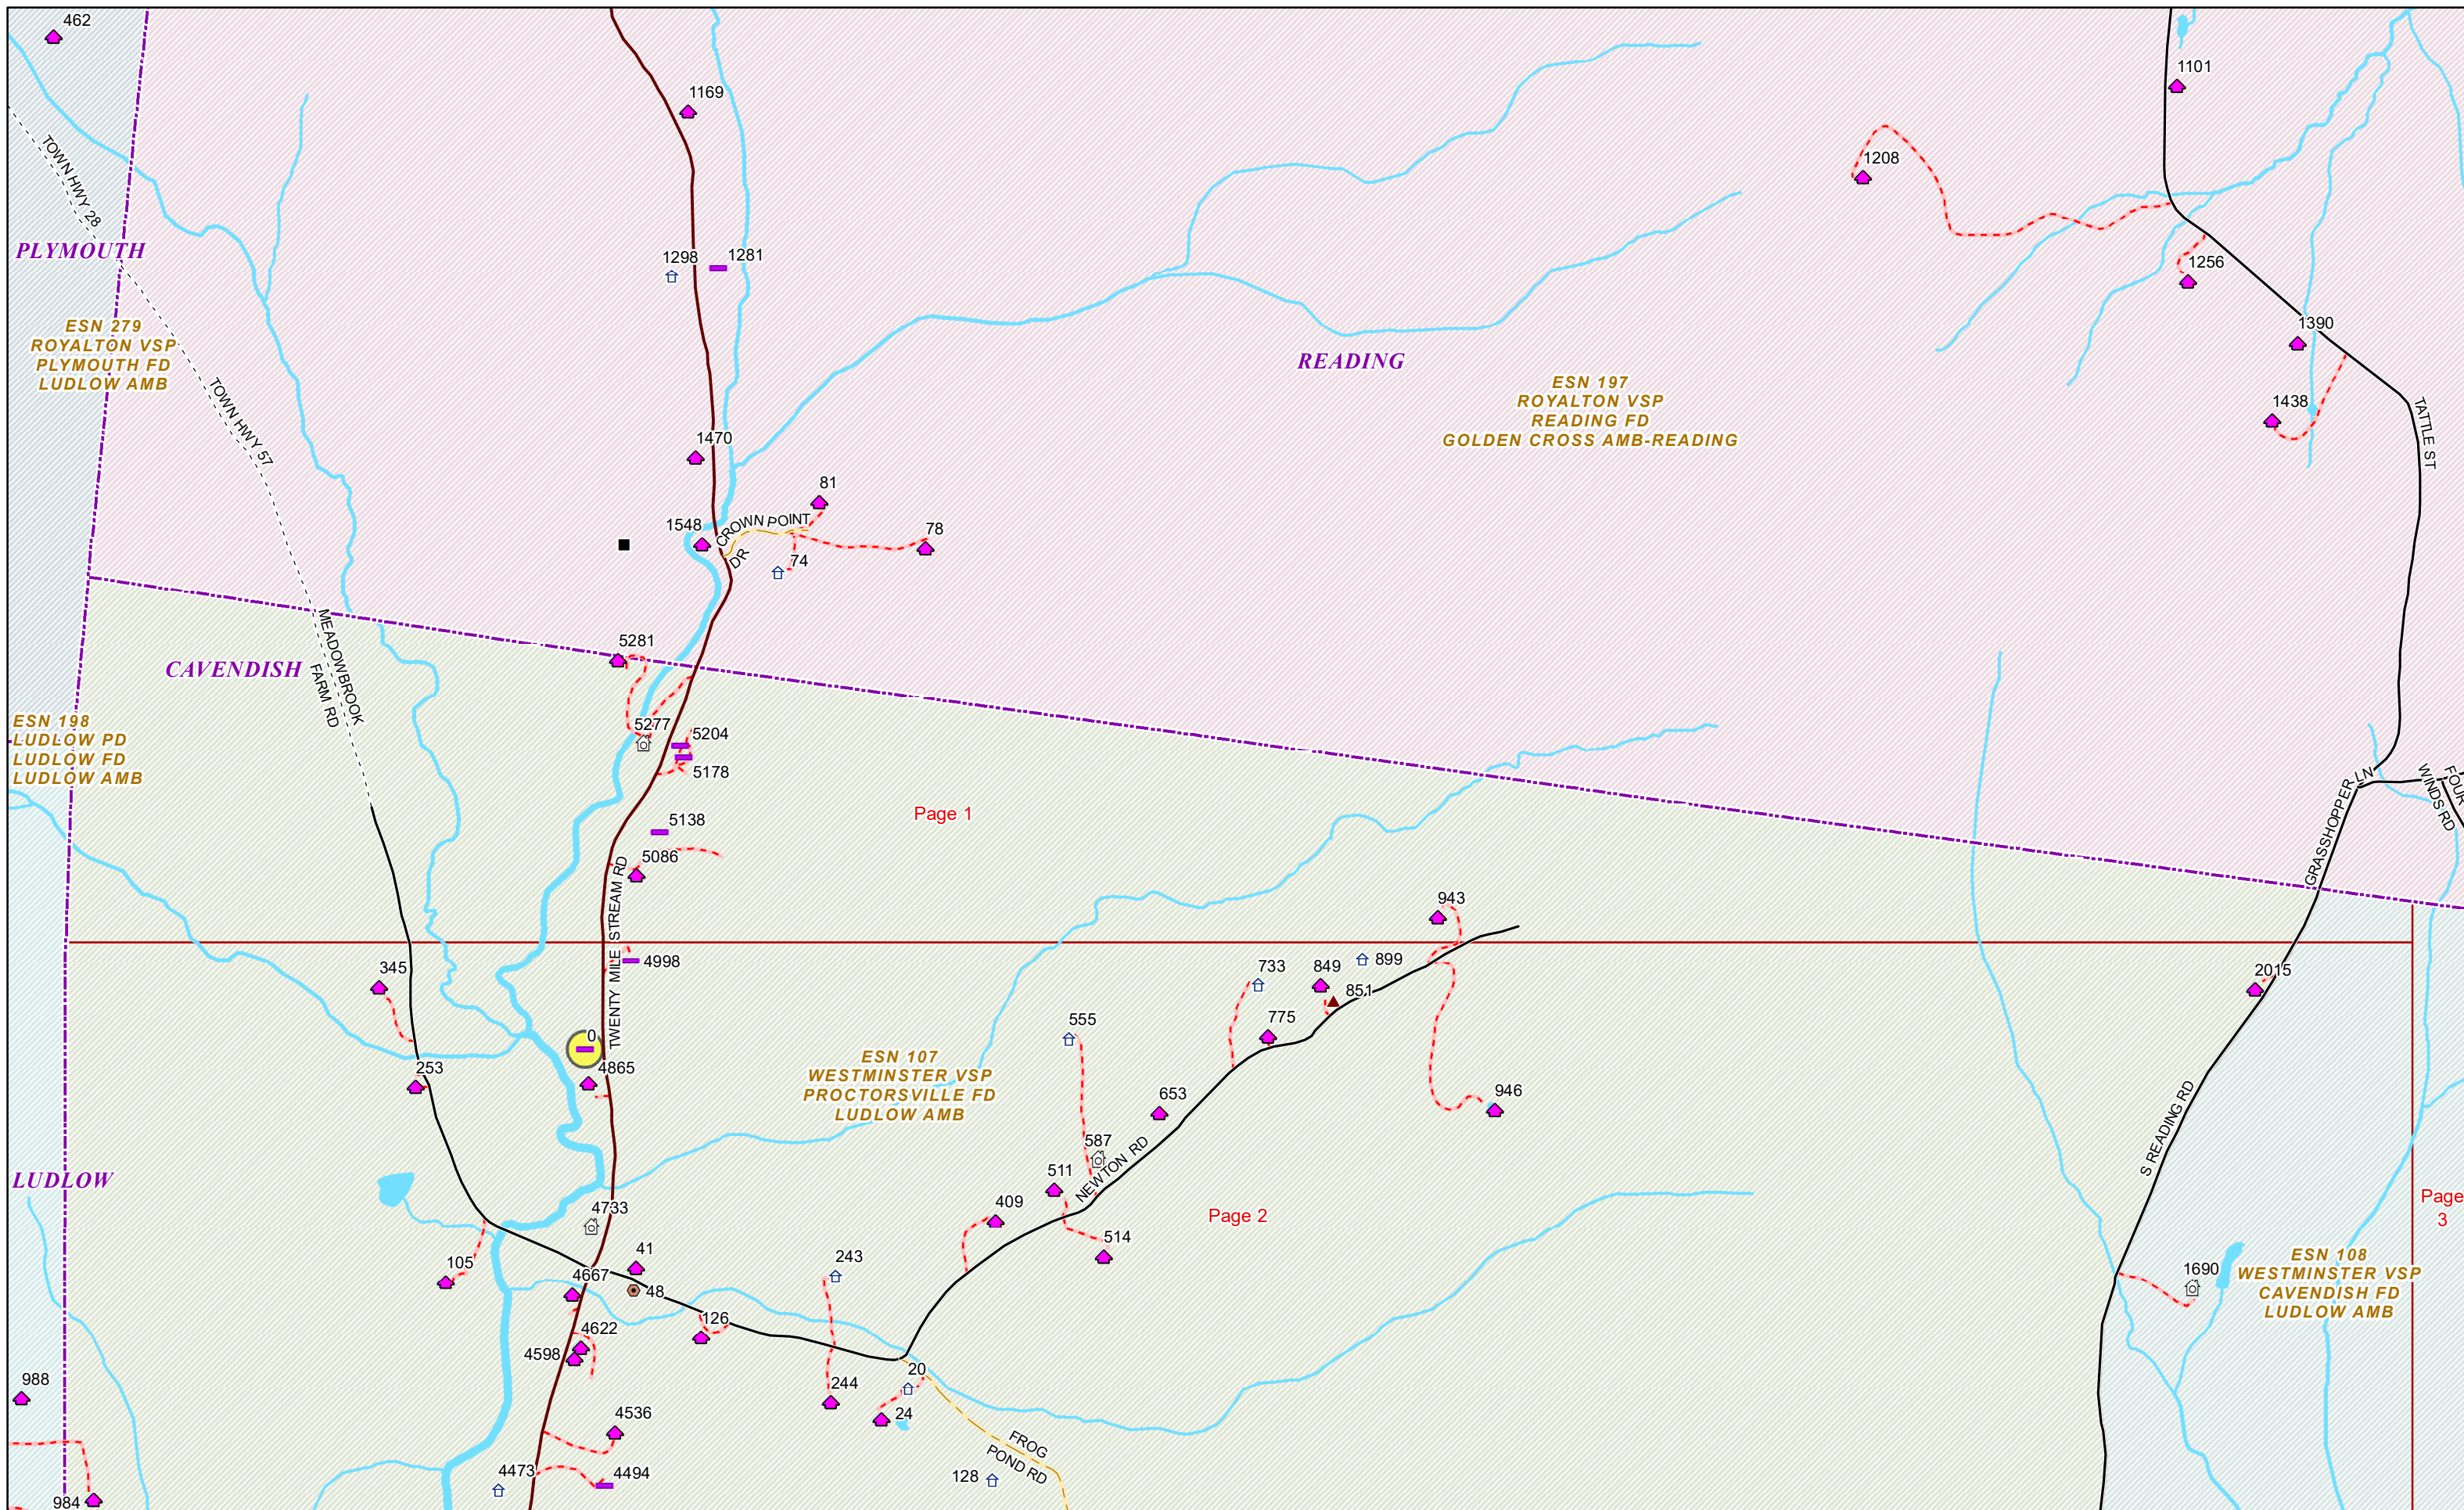 462
1169
1101
TOWN HWY 28
1208
PLYMOUTH
1298
1281
1256
ESN 279
ROYALTON VSP
PLYMOUTH FD
LUDLOW AMB
1390
READING
ESN 197
ROYALTON VSP
READING FD
GOLDEN CROSS AMB-READING
1438
TATTLE ST
TOWN HWY 57
1470
81
CROWN POINT
DR
1548
78
74
MEADOWBROOK
FARM RD
5281
CAVENDISH
5277
5204
5178
ESN 198
LUDLOW PD
LUDLOW FD
LUDLOW AMB
GRASSHOPPER LN
FOUR
WINDS RD
Page 1
5138
5086
TWENTY MILE STREAM RD
943
345
4998
733
849
899
851
2015
0
555
775
253
4865
ESN 107
WESTMINSTER VSP
PROCTORSVILLE FD
LUDLOW AMB
653
946
S READING RD
587
NEWTON RD
LUDLOW
511
409
4733
Page 2
Page
3
514
105
41
243
4667
48
1690
ESN 108
WESTMINSTER VSP
CAVENDISH FD
LUDLOW AMB
126
4622
4598
20
988
244
24
4536
FROG
POND RD
4473
4494
128
984